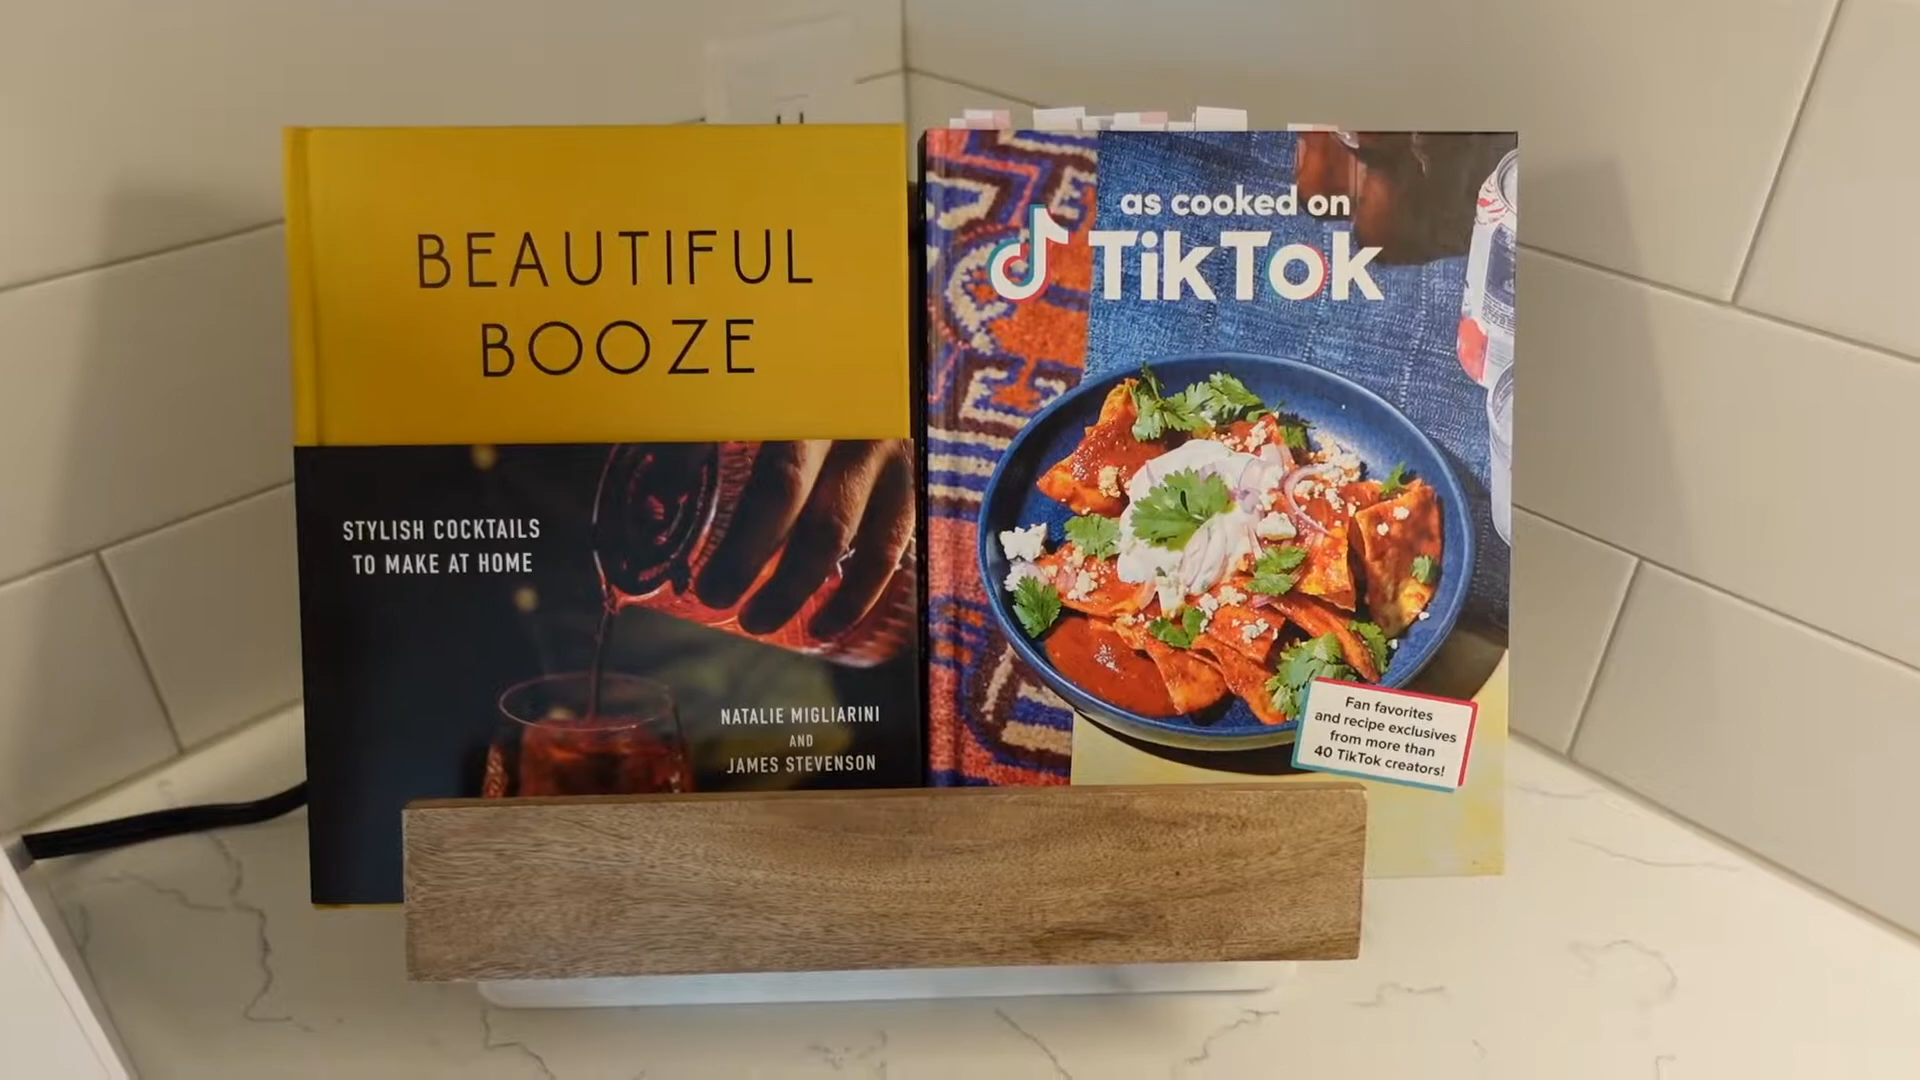 BEAUTIFUL
BOOZE
STYLISH COCKTAILS
TO MAKE AT HOME
NATALIE MIGLIARINI
AND
JAMES STEVENSON
as cooked on
TikTok
Fan favorites
and recipe exclusives
from more than
40 TikTok creators!